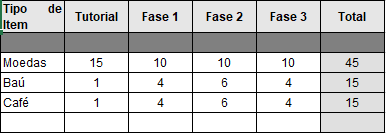 Tipo de Item Tutorial Fase 1 Fase 2 Fase 3 Total
Moedas 15 10 10 10 45
Baú 1 4 6 4 15
Café 1 4 6 4 15